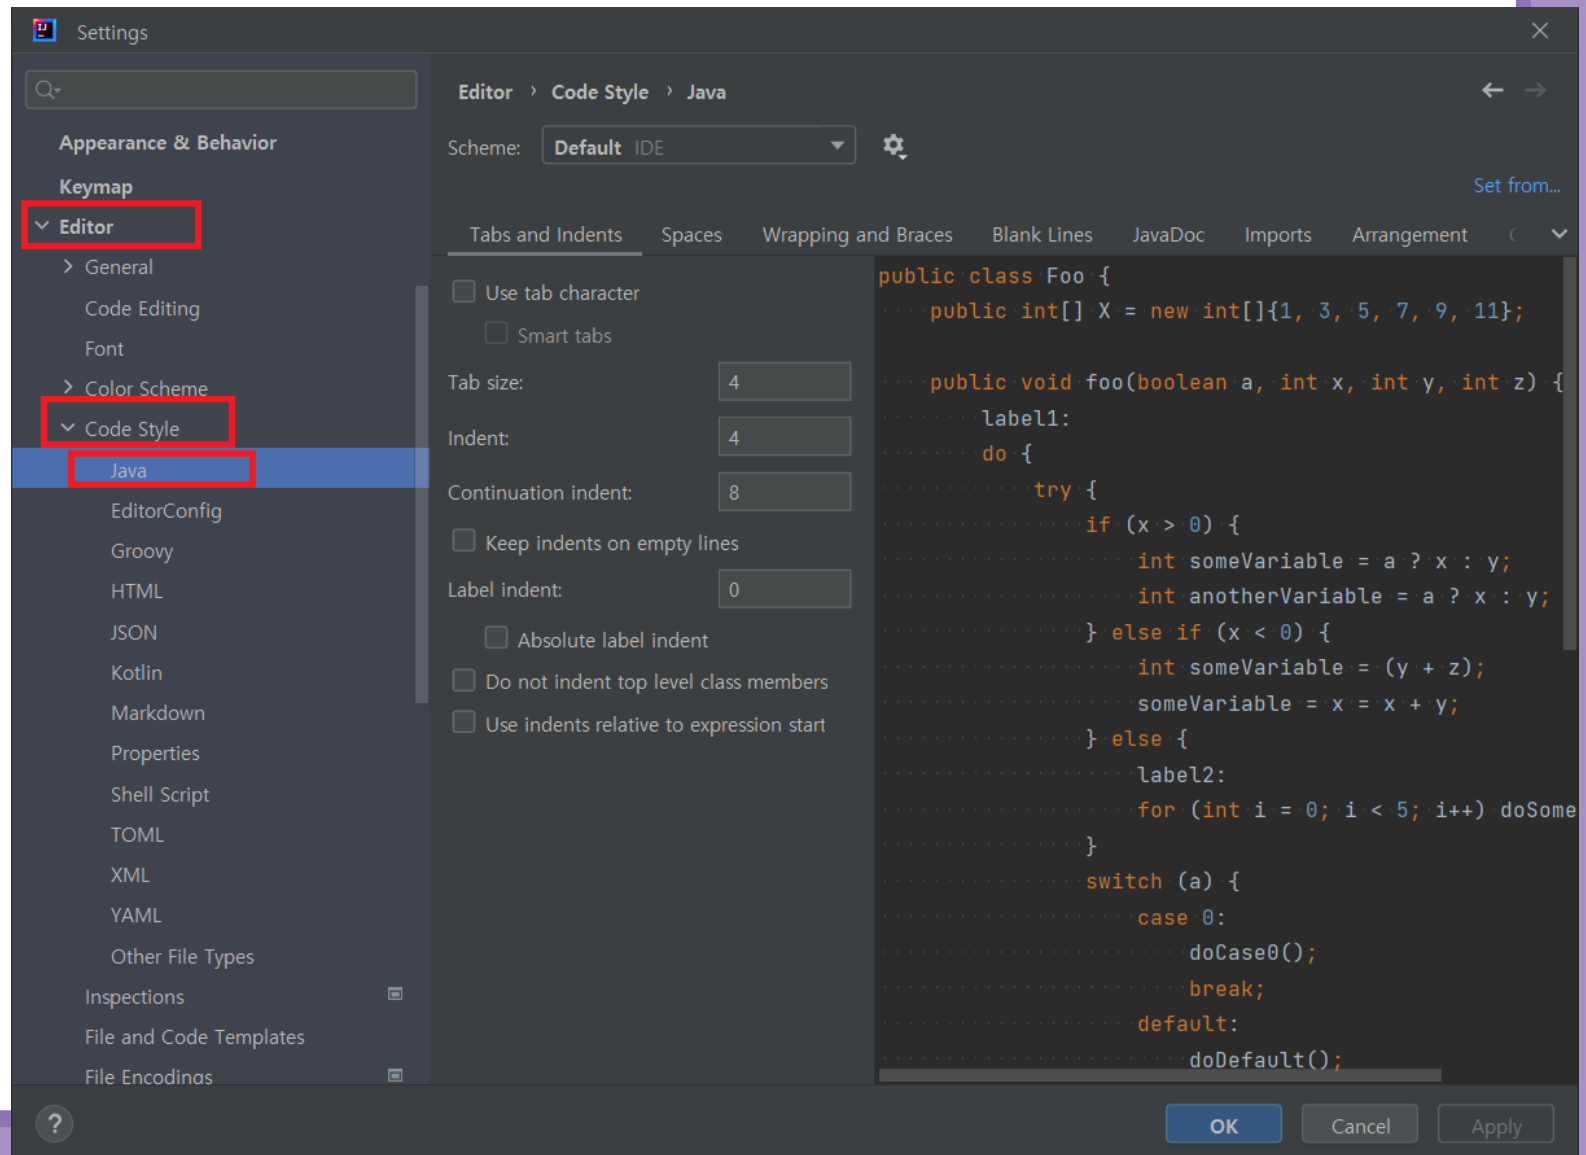 Settings
Appearance & Behavior
Keymap
Editor
General
Code Editing
Font
Color Scheme
Code Style
Java
EditorConfig
Groovy
HTML
JSON
Kotlin
Markdown
Properties
Shell Script
TOML
XML
YAML
Other File Types
Inspections
File and Code Templates
File Encodings
Editor › Code Style › Java
Scheme: Default IDE
Set from...
Tabs and Indents Spaces Wrapping and Braces Blank Lines JavaDoc Imports Arrangement
Use tab character
Smart tabs
Tab size: 4
Indent: 4
Continuation indent: 8
Keep indents on empty lines
Label indent: 0
Absolute label indent
Do not indent top level class members
Use indents relative to expression start
public class Foo {
    public int[] X = new int[]{1, 3, 5, 7, 9, 11};
    public void foo(boolean a, int x, int y, int z) {
        label1:
        do {
            try {
                if (x > 0) {
                    int someVariable = a ? x : y;
                    int anotherVariable = a ? x : y;
                } else if (x < 0) {
                    int someVariable = (y + z);
                    someVariable = x = x + y;
                } else {
                    label2:
                    for (int i = 0; i < 5; i++) doSome
                }
                switch (a) {
                    case 0:
                        doCase0();
                        break;
                    default:
                        doDefault();
?
OK Cancel Apply